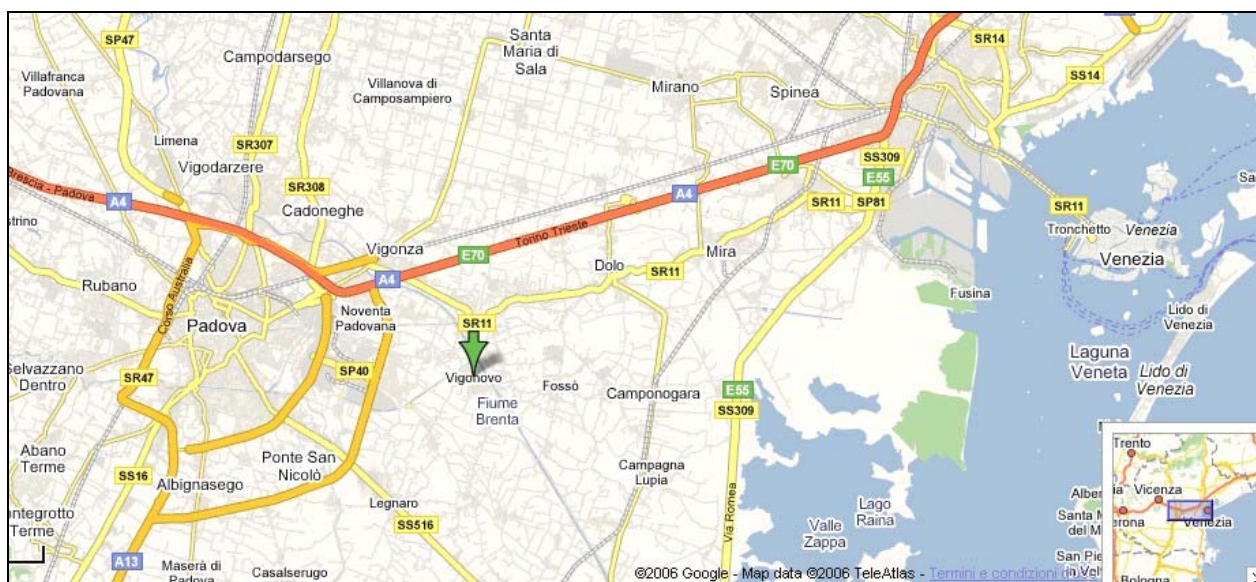 SP47
Campodarsego
Santa
Maria di
Sala
SR14
SS14
Villafranca
Padovana
Villanova di
Camposampiero
Mirano
Spinea
Limena
SR307
Vigodarzere
SS309
E55
E70
Brescia - Padova
A4
SR308
Cadoneghe
A4
SR11
SP81
SR11
Tronchetto
Venezia
Venezia
Vigonza
E70
Torino Trieste
Mira
Dolo
SR11
A4
Rubano
Corso Australia
Noventa
Padovana
SR11
Fusina
Lido di
Venezia
Padova
Selvazzano
Dentro
SR47
SP40
Vigonovo
Fossò
Camponogara
E55
SS309
Laguna
Veneta
Lido di
Venezia
Fiume
Brenta
Abano
Terme
SS16
Albignasego
Ponte San
Nicolò
Legnaro
SS516
Campagna
Lupia
Via Romea
Valle
Zappa
Lago
Raina
Terme
A13
Maserà di
Padova
Casalserugo
Trento
Vicenza
Venezia
Bologna
©2006 Google - Map data ©2006 TeleAtlas - Termini e condizioni